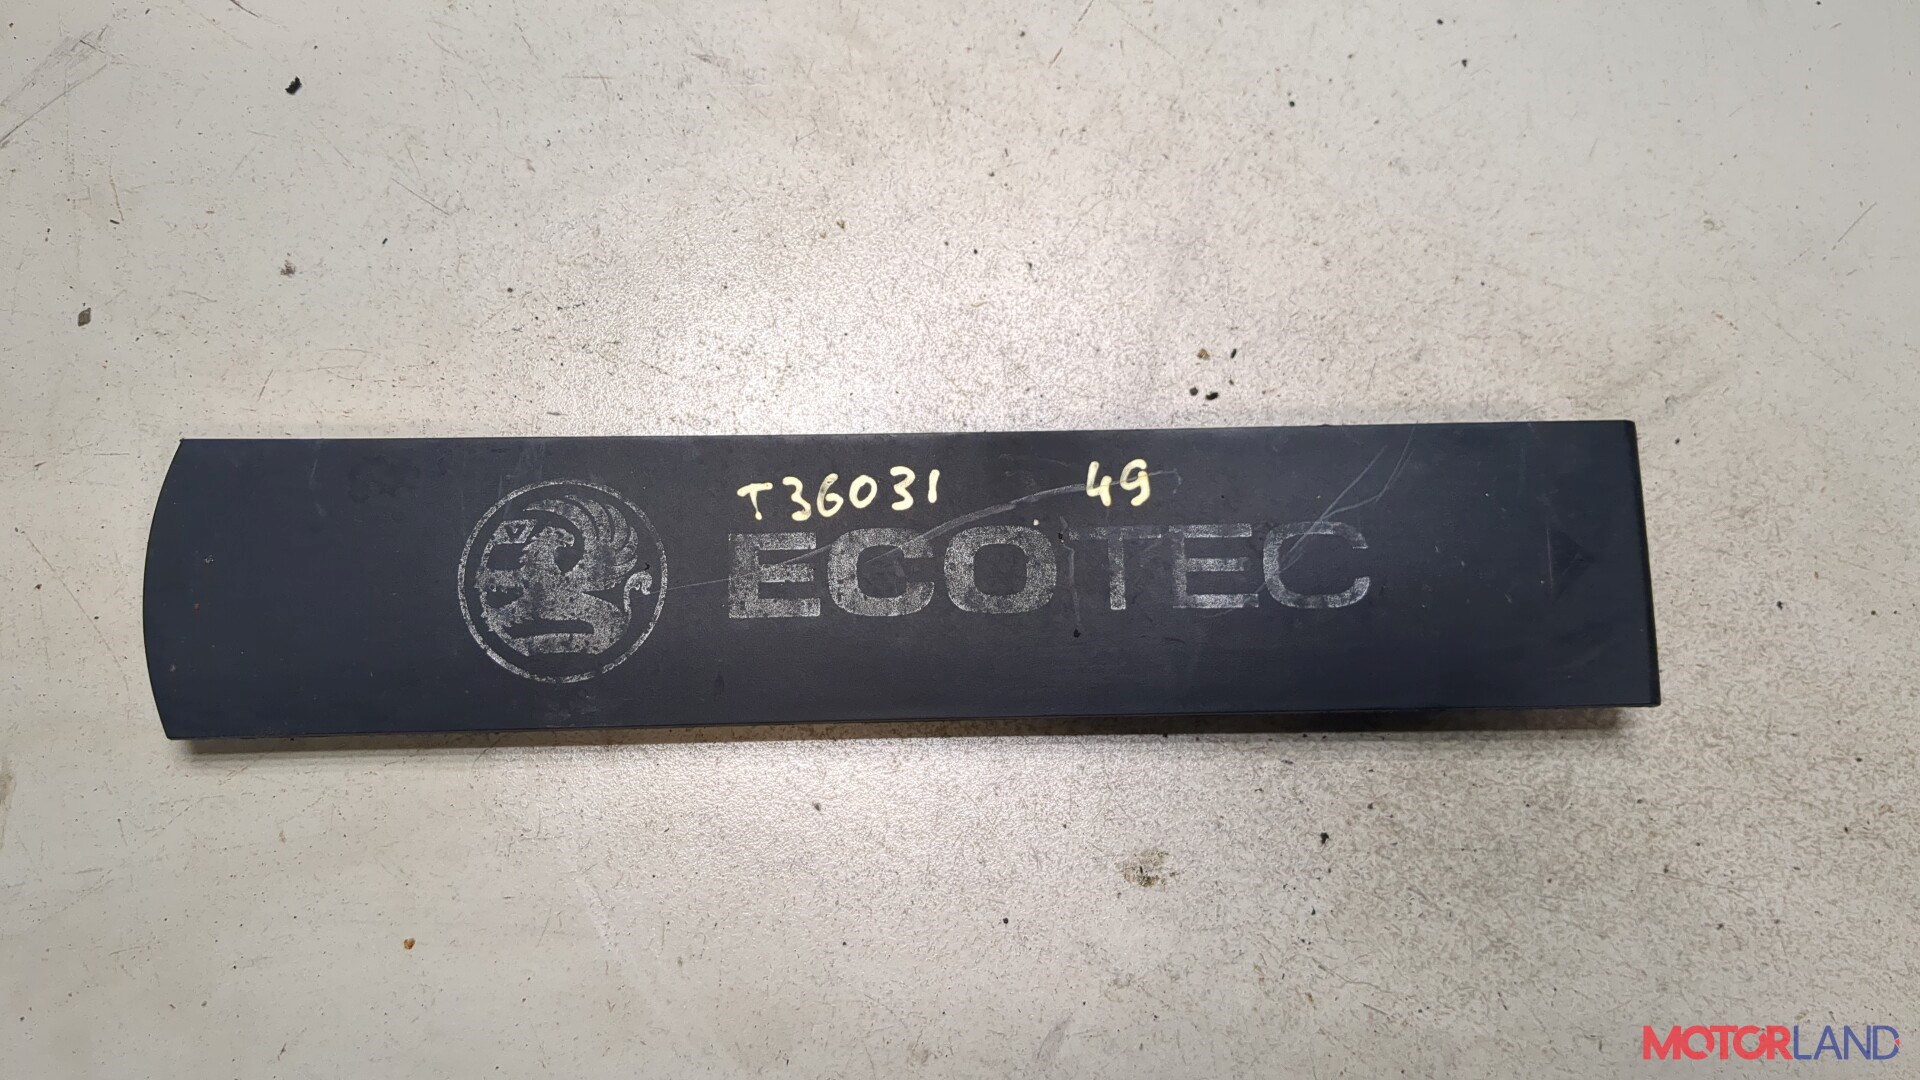 T36031 49
V
ECOTEC
MOTORLAND